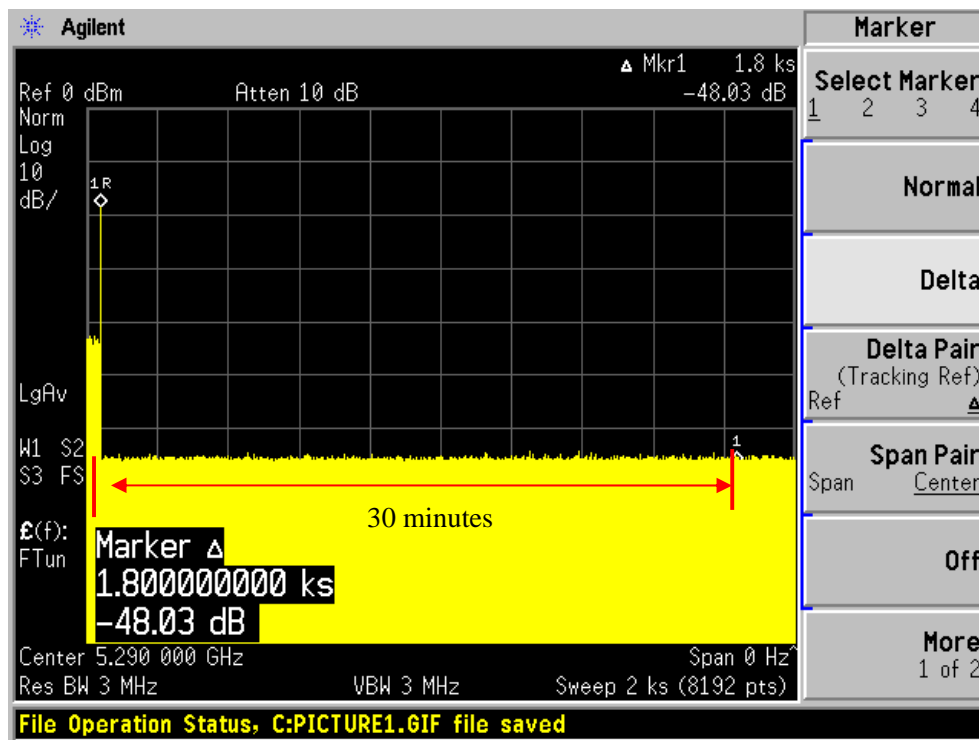 Agilent
Marker
Δ Mkr1 1.8 ks
Ref 0 dBm Atten 10 dB -48.03 dB
Norm
Log
10
dB/
1R
LgAv
W1 S2
S3 FS
£(f):
FTun
1
30 minutes
Marker Δ
1.800000000 ks
-48.03 dB
Center 5.290 000 GHz Span 0 Hz^
Res BW 3 MHz VBW 3 MHz Sweep 2 ks (8192 pts)
File Operation Status, C:PICTURE1.GIF file saved
Select Marker
1 2 3 4
Normal
Delta
Delta Pair
(Tracking Ref)
Ref Δ
Span Pair
Span Center
Off
More
1 of 2